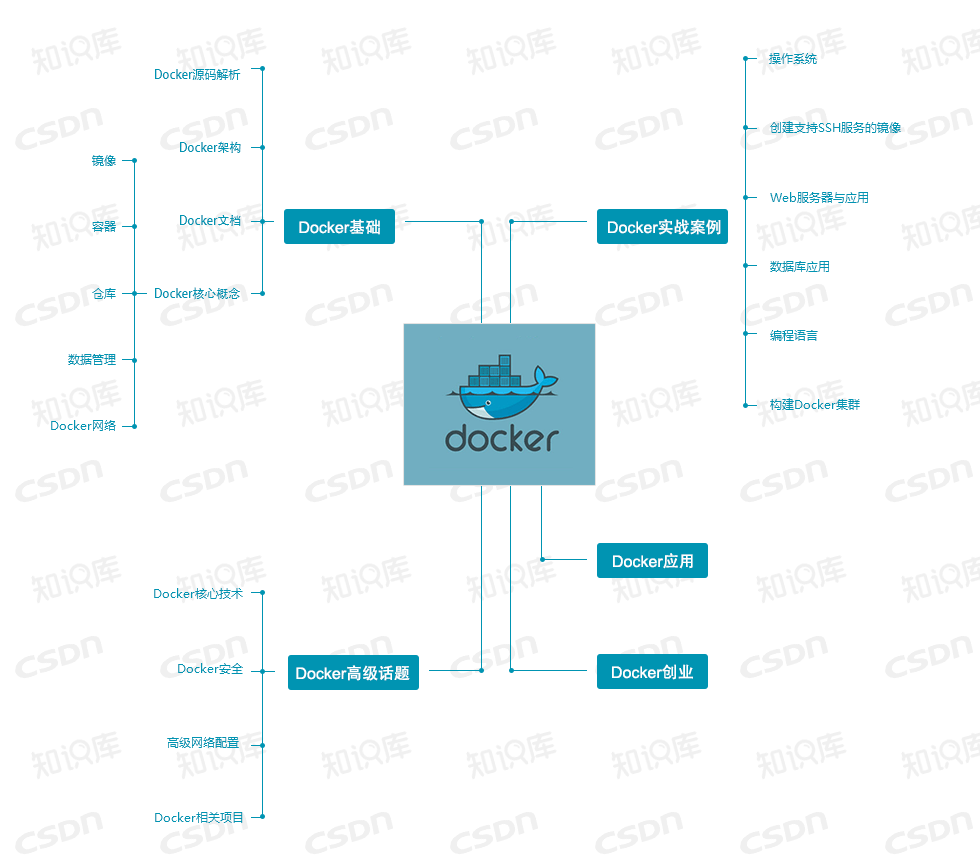 Docker源码解析
Docker架构
Docker文档
Docker核心概念
镜像
容器
仓库
数据管理
Docker网络
Docker基础
Docker实战案例
操作系统
创建支持SSH服务的镜像
Web服务器与应用
数据库应用
编程语言
构建Docker集群
docker
Docker应用
Docker创业
Docker高级话题
Docker核心技术
Docker安全
高级网络配置
Docker相关项目
知识库
CSDN